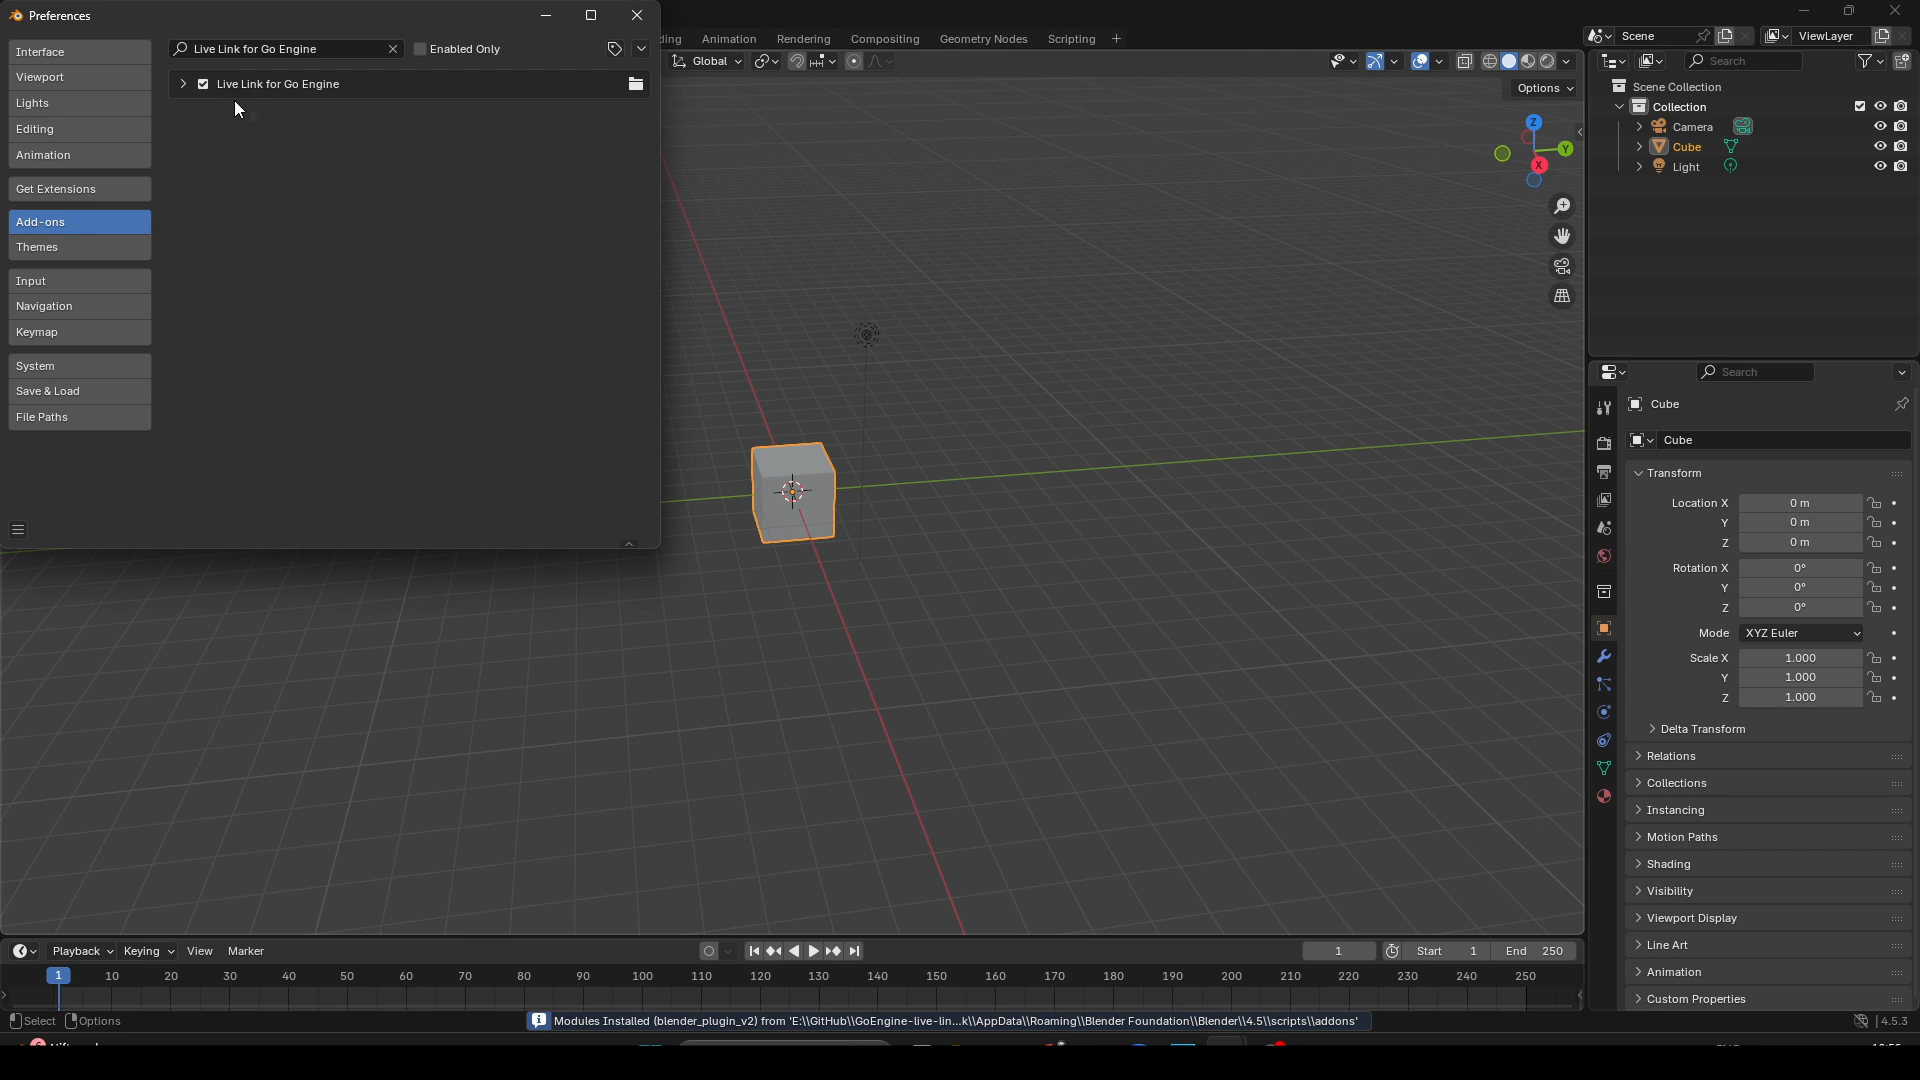 Preferences
Interface
Viewport
Lights
Editing
Animation
Get Extensions
Add-ons
Themes
Input
Navigation
Keymap
System
Save & Load
File Paths
Live Link for Go Engine
Enabled Only
Live Link for Go Engine
ding
Animation
Rendering
Compositing
Geometry Nodes
Scripting
+
Scene
ViewLayer
Global
Options
Z
Y
X
Search
Scene Collection
Collection
Camera
Cube
Light
Search
Cube
Cube
Transform
Location X 0 m
Y 0 m
Z 0 m
Rotation X 0°
Y 0°
Z 0°
Mode XYZ Euler
Scale X 1.000
Y 1.000
Z 1.000
Delta Transform
Relations
Collections
Instancing
Motion Paths
Shading
Visibility
Viewport Display
Line Art
Animation
Custom Properties
Playback Keying View Marker
1 Start 1 End 250
1 10 20 30 40 50 60 70 80 90 100 110 120 130 140 150 160 170 180 190 200 210 220 230 240 250
Select Options
Modules Installed (blender_plugin_v2) from 'E:\\GitHub\\GoEngine-live-lin...k\\AppData\\Roaming\\Blender Foundation\\Blender\\4.5\\scripts\\addons'
4.5.3